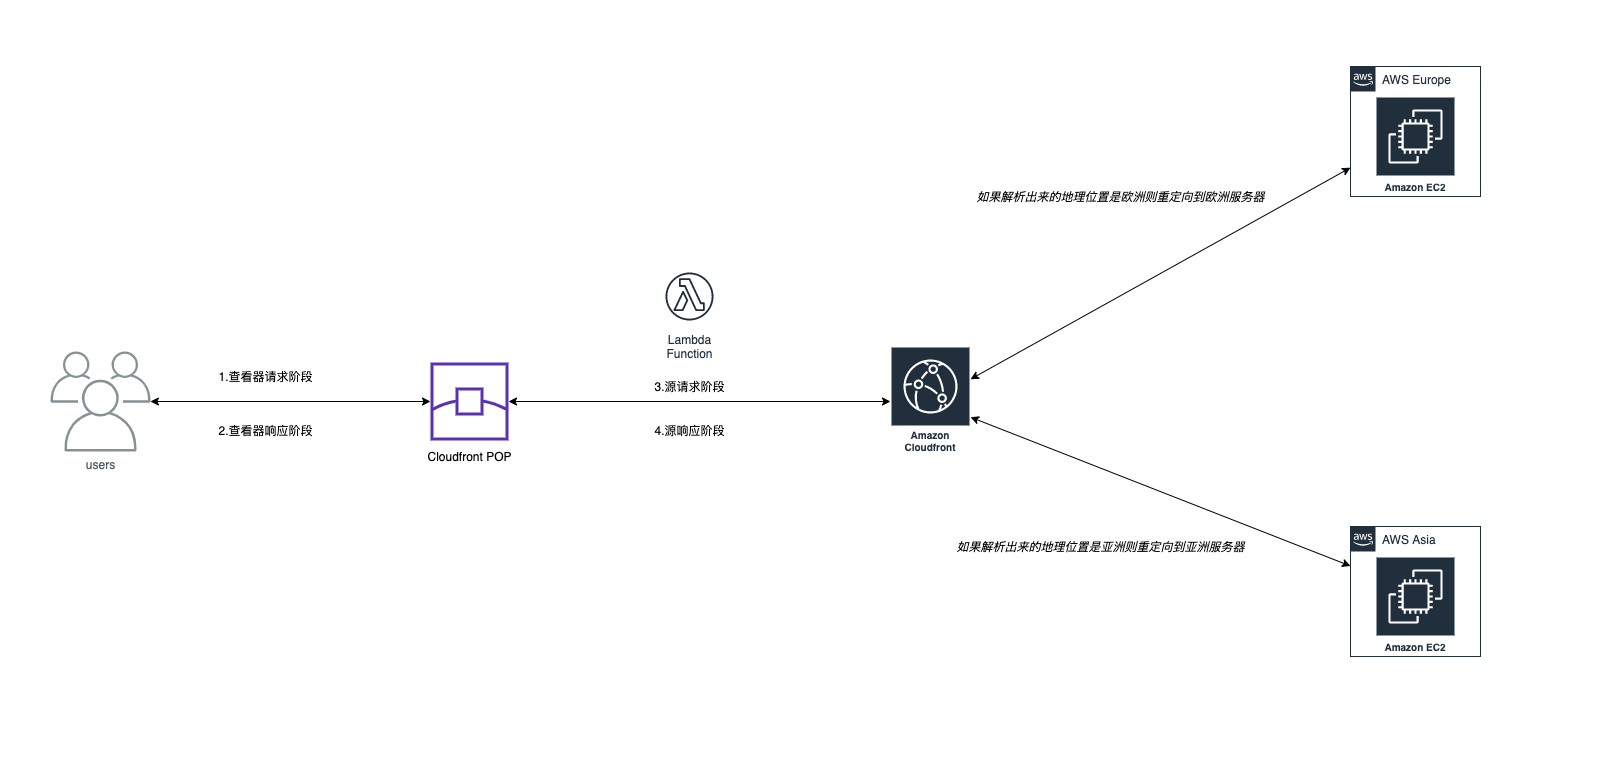 aws
AWS Europe
Amazon EC2
如果解析出来的地理位置是欧洲则重定向到欧洲服务器
Lambda
Function
1.查看器请求阶段
3.源请求阶段
2.查看器响应阶段
4.源响应阶段
users
Cloudfront POP
Amazon
Cloudfront
如果解析出来的地理位置是亚洲则重定向到亚洲服务器
aws
AWS Asia
Amazon EC2